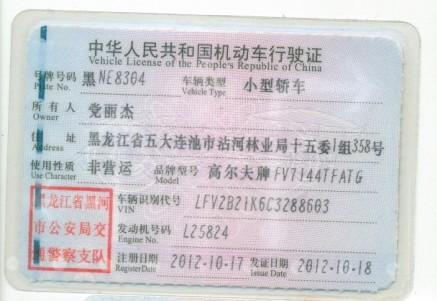 中华人民共和国机动车行驶证
Vehicle License of the People's Republic of China
号牌号码 黑NE8304 车辆类型 小型轿车
Plate No. Vehicle Type
所有人 党丽杰
Owner
住址 黑龙江省五大连池市沾河林业局十五委1组358号
Address
使用性质 非营运 品牌型号 高尔夫牌FV7144TFATG
Use Character Model
黑龙江省黑河
市公安局交
通警察支队
车辆识别代号 LFV2B21K6C3288603
VIN
发动机号码 L25824
Engine No.
注册日期 2012-10-17 发证日期 2012-10-18
RegisterDate Issue Date